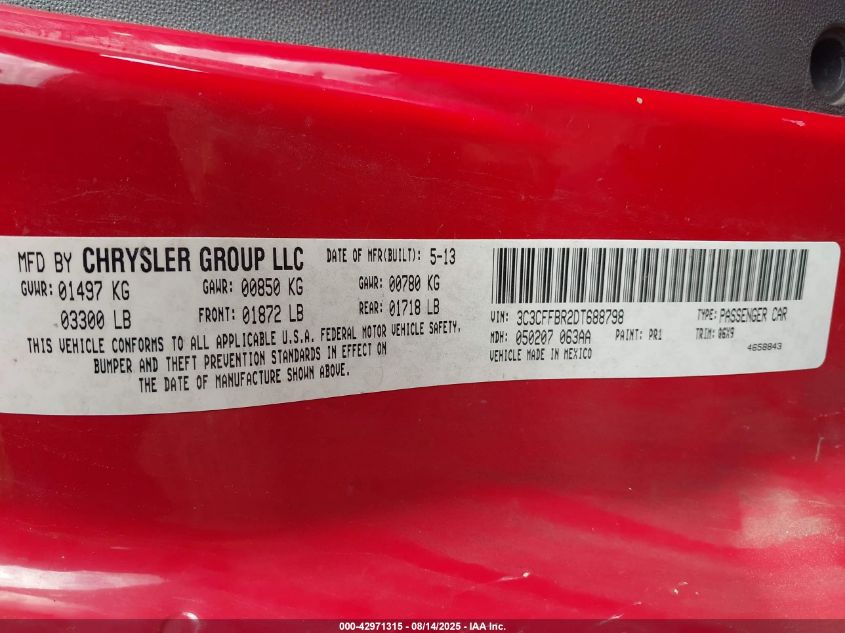 MFD BY CHRYSLER GROUP LLC DATE OF MFR(BUILT): 5-13
GVWR: 01497 KG GAWR: 00850 KG GAWR: 00780 KG
03300 LB FRONT: 01872 LB REAR: 01718 LB
THIS VEHICLE CONFORMS TO ALL APPLICABLE U.S.A. FEDERAL MOTOR VEHICLE SAFETY,
BUMPER AND THEFT PREVENTION STANDARDS IN EFFECT ON
THE DATE OF MANUFACTURE SHOWN ABOVE.
VIN: 3C3CFFBR2DT688798 TYPE: PASSENGER CAR
MDH: 050207 063AA PAINT: PR1 TRIM: 06X9
VEHICLE MADE IN MEXICO 4658843
000-42971315 - 08/14/2025 - IAA Inc.